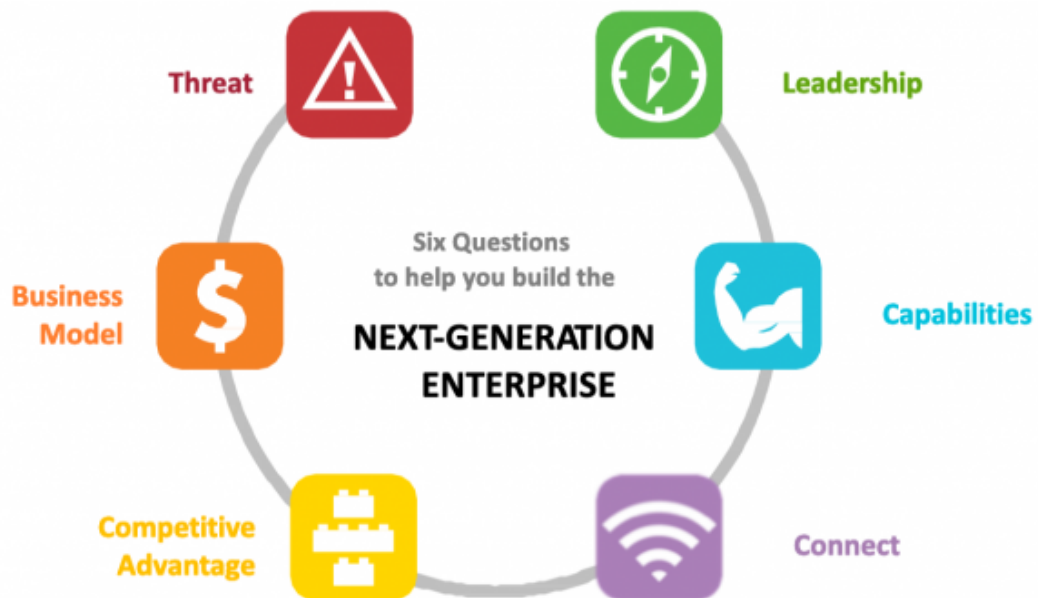 Threat
Leadership
Six Questions
to help you build the
NEXT-GENERATION
ENTERPRISE
Business
Model
Capabilities
Competitive
Advantage
Connect